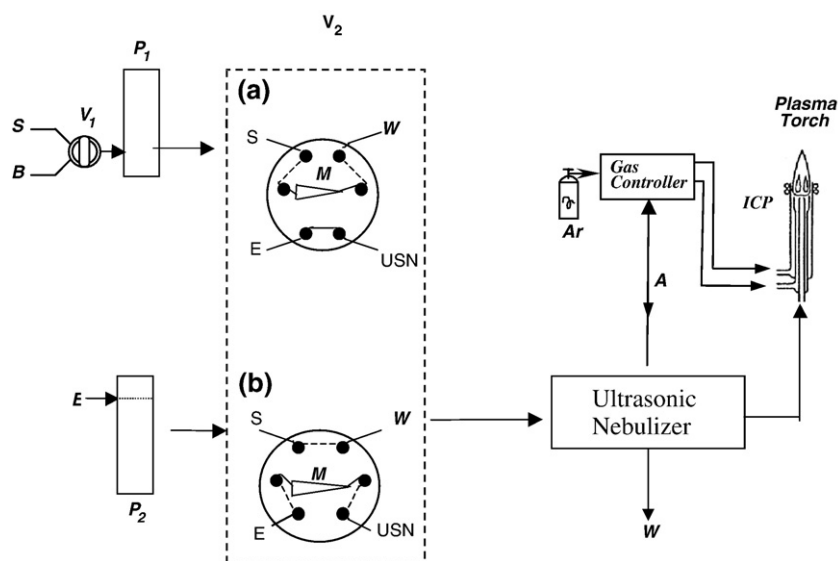 V2
P1
(a)
S
V1
B
S
W
M
E
USN
Plasma
Torch
Gas
Controller
ICP
Ar
A
(b)
E
S
W
M
E
USN
P2
Ultrasonic
Nebulizer
W